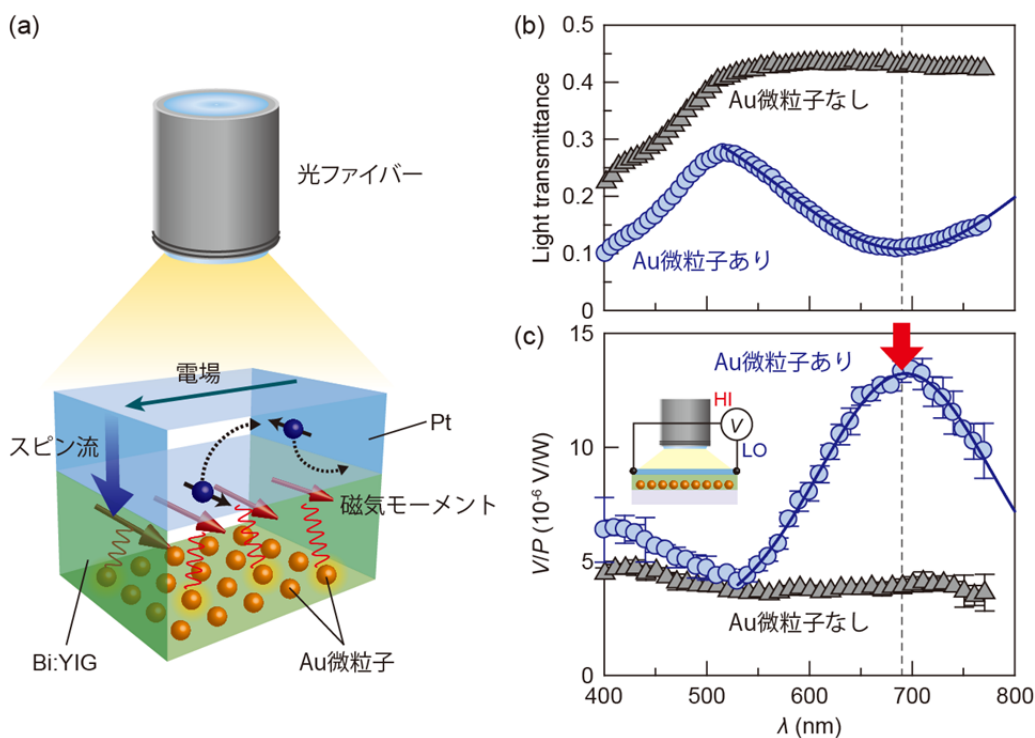 (a)
光ファイバー
電場
スピン流
Pt
磁気モーメント
Bi:YIG
Au微粒子
(b)
0.5
0.4
0.3
0.2
0.1
0
Light transmittance
Au微粒子なし
Au微粒子あり
(c)
15
10
5
0
V/P (10⁻⁶ V/W)
Au微粒子あり
HI
V
LO
Au微粒子なし
400 500 600 700 800
λ (nm)